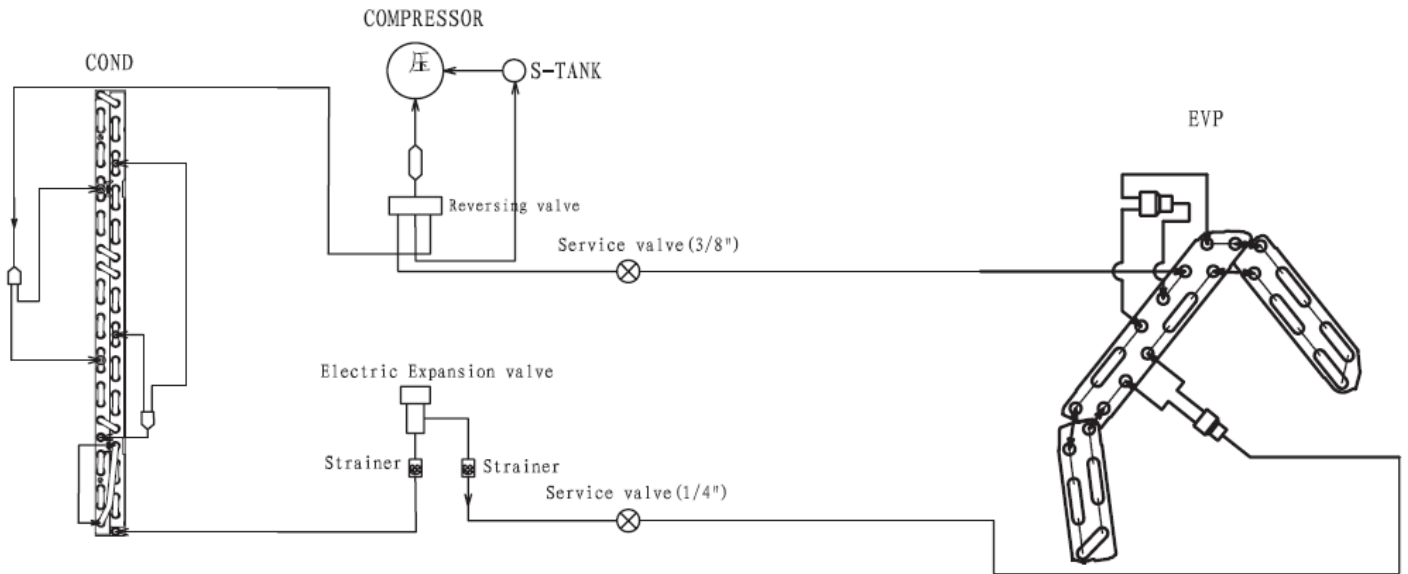 COMPRESSOR
COND
压
S-TANK
EVP
Reversing valve
Service valve(3/8")
Electric Expansion valve
Strainer
Strainer
Service valve(1/4")